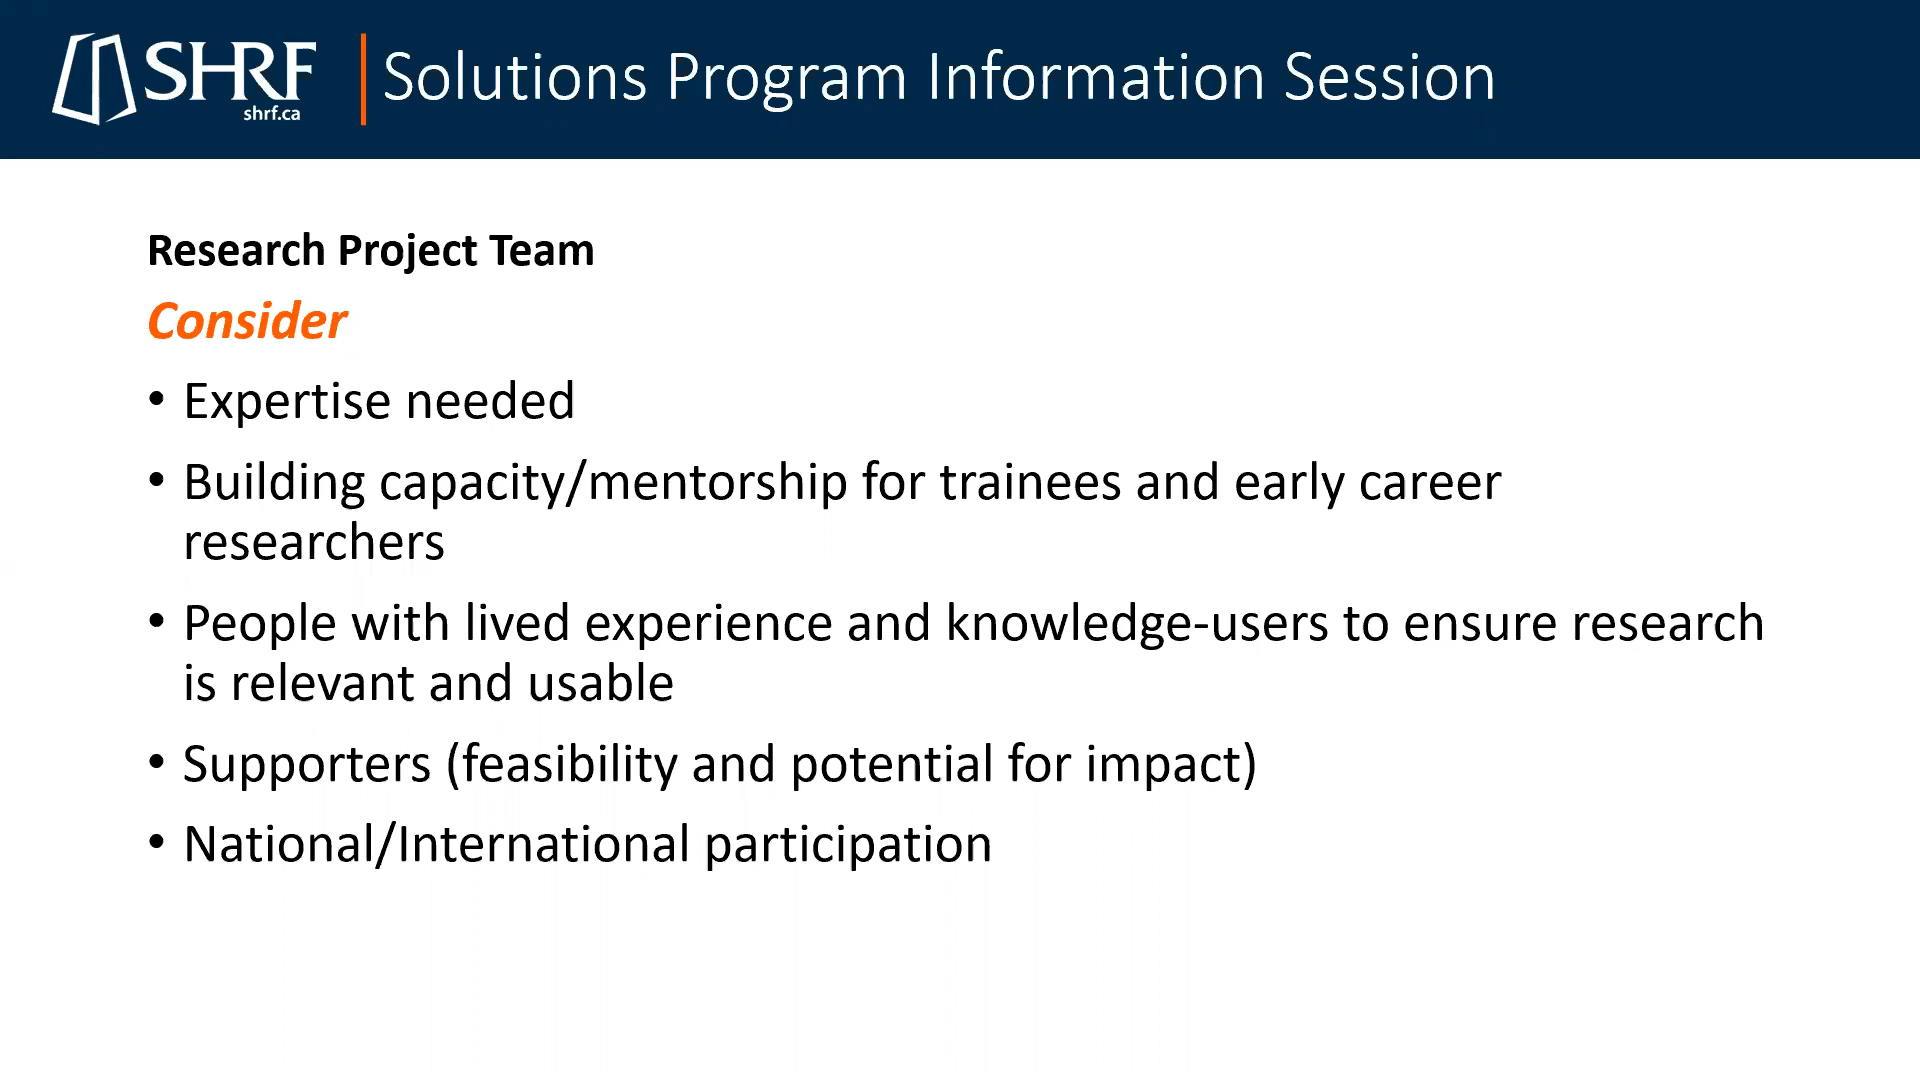 SHRF
shrf.ca
Solutions Program Information Session
Research Project Team
Consider
• Expertise needed
• Building capacity/mentorship for trainees and early career
researchers
• People with lived experience and knowledge-users to ensure research
is relevant and usable
• Supporters (feasibility and potential for impact)
• National/International participation